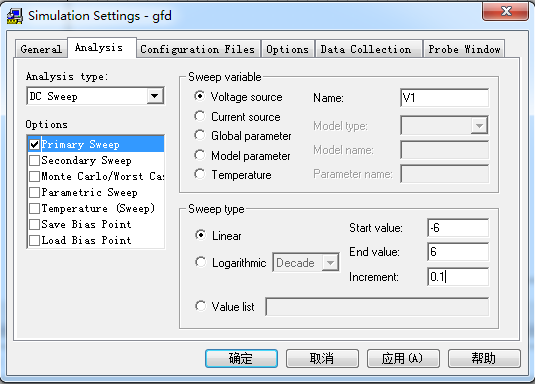 Simulation Settings - gfd
General Analysis Configuration Files Options Data Collection Probe Window
Analysis type:
DC Sweep
Options
Primary Sweep
Secondary Sweep
Monte Carlo/Worst Cas
Parametric Sweep
Temperature (Sweep)
Save Bias Point
Load Bias Point
Sweep variable
Voltage source
Current source
Global parameter
Model parameter
Temperature
Name: V1
Model type:
Model name:
Parameter name:
Sweep type
Linear
Logarithmic Decade
Value list
Start value: -6
End value: 6
Increment: 0.1
确定 取消 应用(A) 帮助